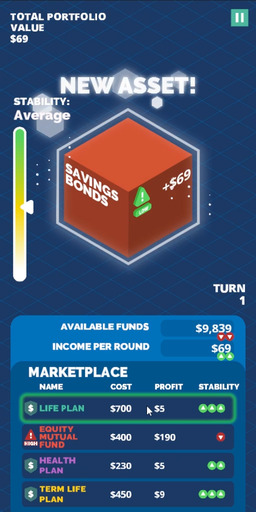 TOTAL PORTFOLIO
VALUE
$69
NEW ASSET!
STABILITY:
Average
SAVINGS
BONDS
+$69
LOW
TURN
1
AVAILABLE FUNDS $9,839
INCOME PER ROUND $69
MARKETPLACE
NAME COST PROFIT STABILITY
LIFE PLAN $700 $5
EQUITY
MUTUAL
FUND $400 $190
HIGH
HEALTH
PLAN $230 $5
TERM LIFE
PLAN $450 $9